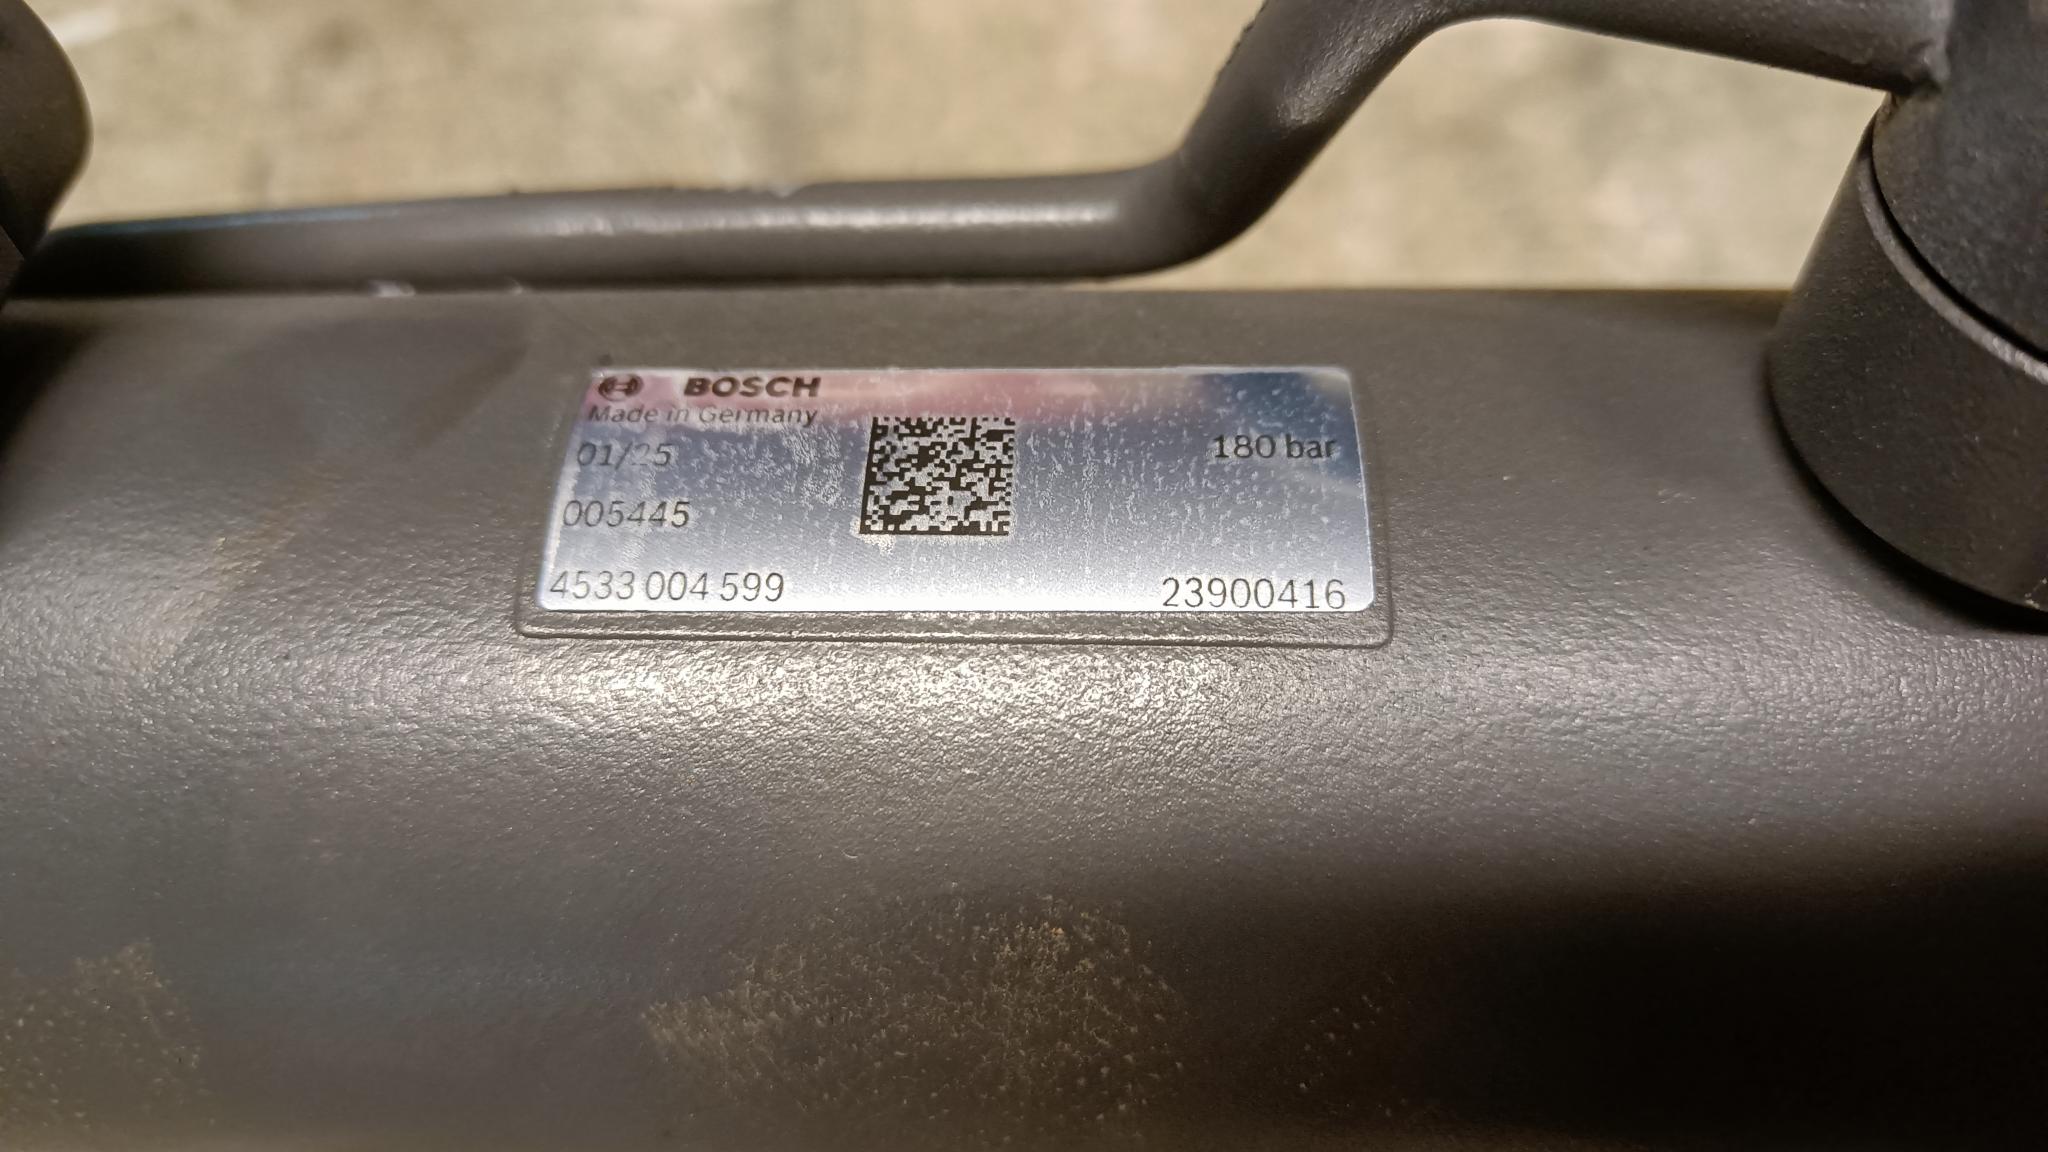 BOSCH
Made in Germany
01/25
180 bar
005445
4533 004 599
23900416